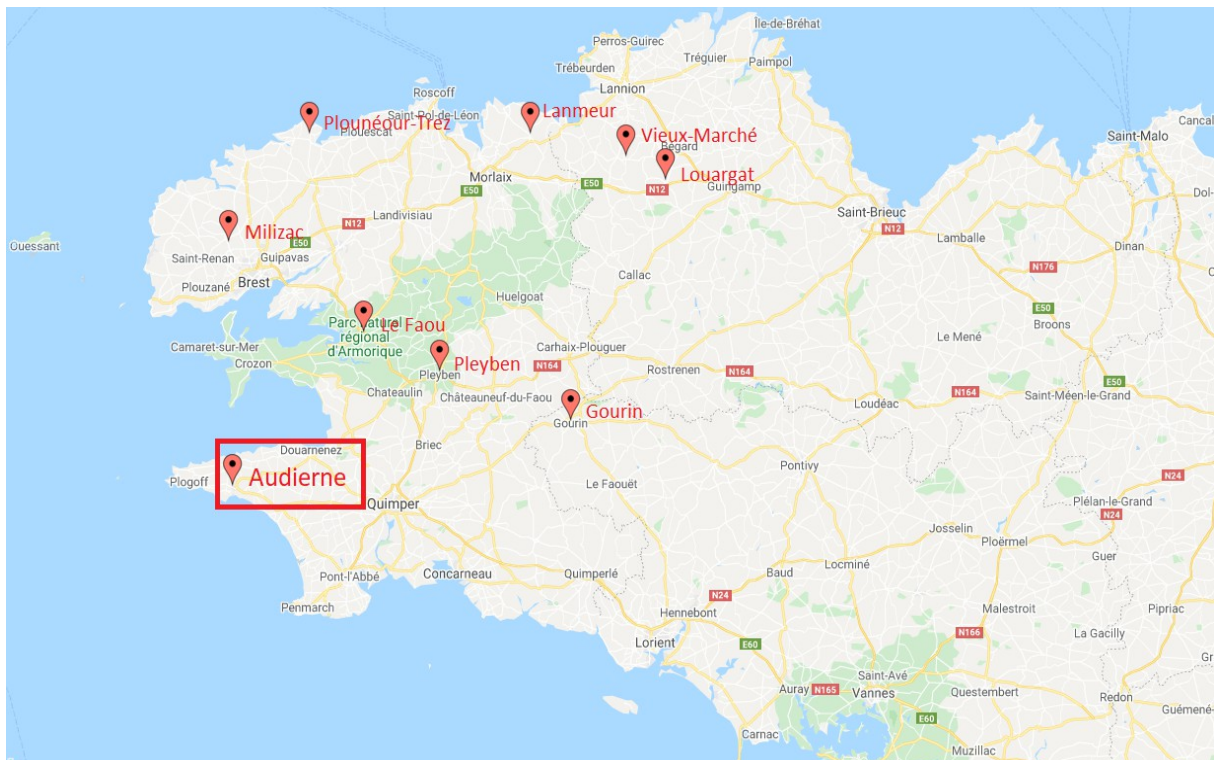 Île-de-Bréhat
Perros-Guirec
Tréguier
Paimpol
Trébeurden
Lannion
Roscoff
Saint-Pol-de-Léon
Lanmeur
Plounéour-Trez
Plouescat
Vieux-Marché
Bégard
Saint-Malo
Cancal
Louargat
Morlaix
E50
E50
N12
Guingamp
Dol-
Landivisiau
N12
Saint-Brieuc
N12
Lamballe
Dinan
Milizac
E50
Ouessant
Saint-Renan
Guipavas
Callac
N176
C
Plouzané
Brest
Huelgoat
E50
Broons
Parc naturel
régional
d'Armorique
Le Faou
Camaret-sur-Mer
Crozon
Carhaix-Plouguer
Le Mené
Pleyben
Pleyben
N164
Rostrenen
N164
E50
Chateaulin
Châteauneuf-du-Faou
N164
Saint-Méen-le-Grand
Loudéac
Gourin
Gourin
Douarnenez
Briec
Audierne
Plogoff
Pontivy
N24
Le Faouët
Quimper
Plélan-le-Grand
N24
Josselin
Ploërmel
Guer
Locminé
Pont-l'Abbé
Concarneau
Quimperlé
Baud
N24
Penmarch
Hennebont
Malestroit
Pipriac
N166
La Gacilly
Lorient
E60
Gr
Saint-Avé
Auray
N165
Vannes
Questembert
Redon
Guémené-
E60
Carnac
Muzillac